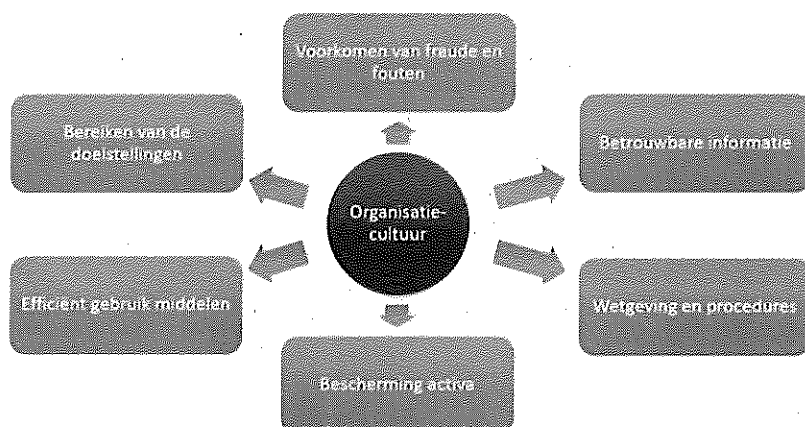 Voorkomen van fraude en
fouten
Bereiken van de
doelstellingen
Betrouwbare informatie
Organisatie-
cultuur
Efficiënt gebruik middelen
Wetgeving en procedures
Bescherming activa